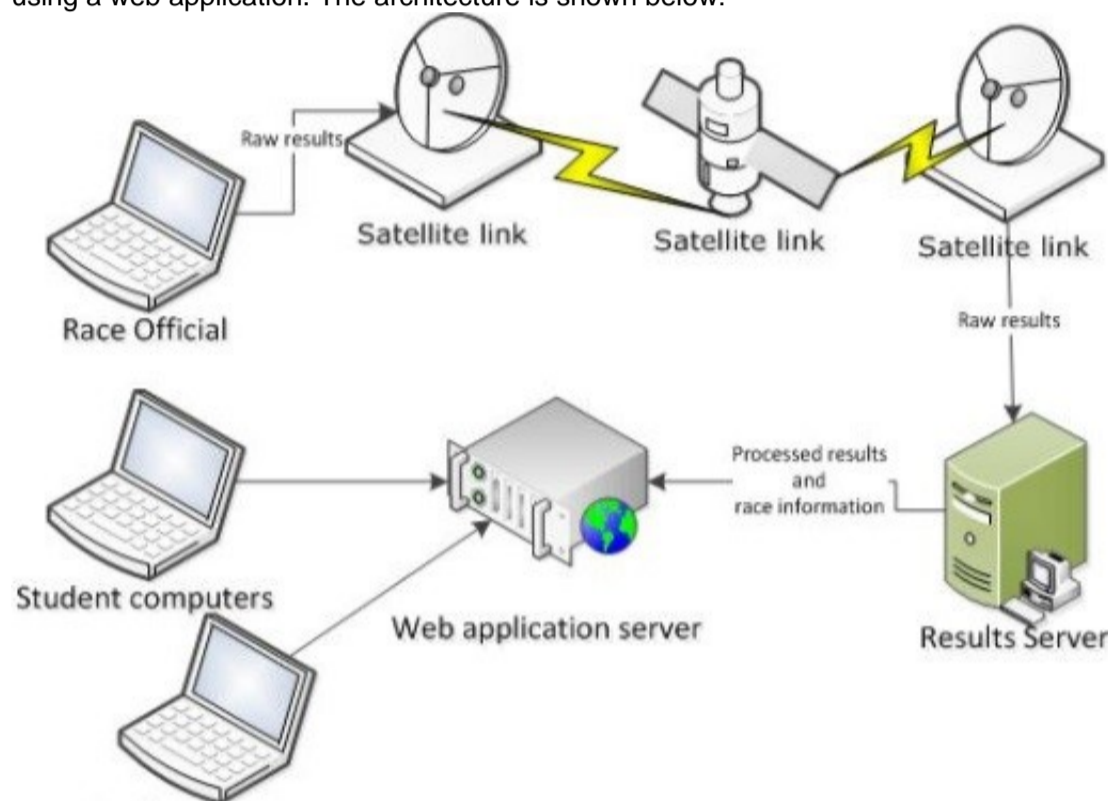 using a web application. The architecture is shown below.
Raw results
Satellite link
Satellite link
Satellite link
Race Official
Raw results
Processed results
and
race information
Student computers
Web application server
Results Server